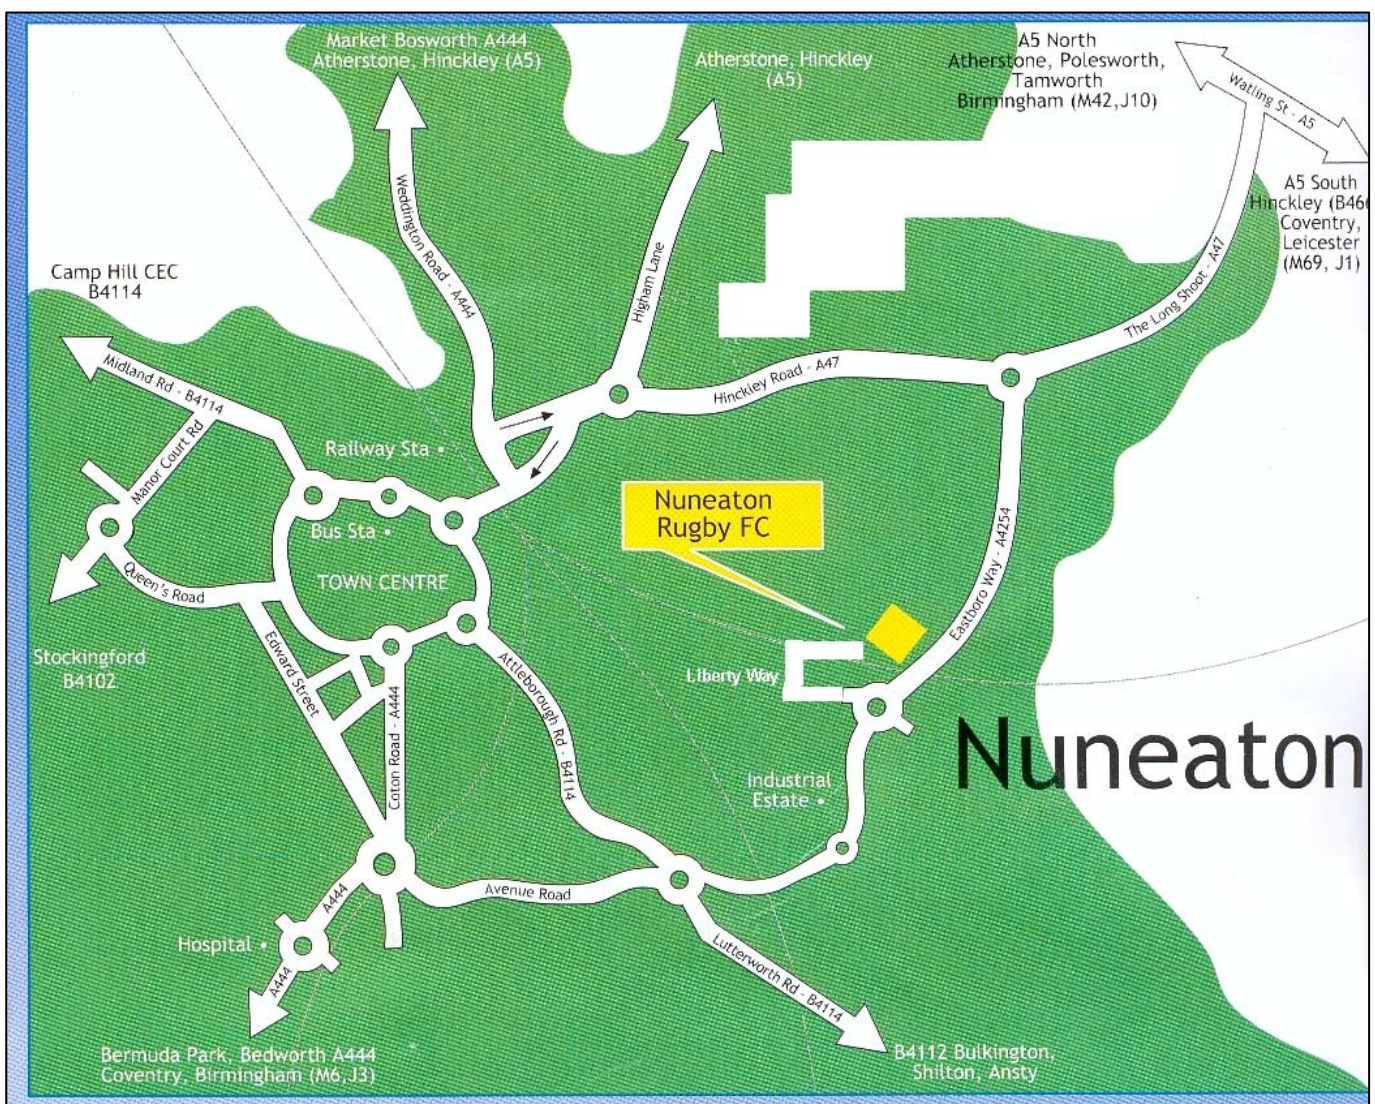 Market Bosworth A444
Atherstone, Hinckley (A5)
Atherstone, Hinckley
(A5)
A5 North
Atherstone, Polesworth,
Tamworth
Birmingham (M42,J10)
Watling St - A5
A5 South
Hinckley (B46
Coventry,
Leicester
(M69, J1)
Weddington Road - A444
Higham Lane
The Long Shoot - A47
Camp Hill CEC
B4114
Midland Rd - B4114
Hinckley Road - A47
Manor Court Rd
Railway Sta
Bus Sta
Nuneaton
Rugby FC
Eastboro Way - A4254
Queen's Road
TOWN CENTRE
Stockingford
B4102
Edward Street
Attleborough Rd - B4114
Liberty Way
Coton Road - A444
Nuneaton
Industrial
Estate
A444
Avenue Road
Hospital
A444
Lutterworth Rd - B4114
Bermuda Park, Bedworth A444
Coventry, Birmingham (M6,J3)
B4112 Bulkington,
Shilton, Ansty